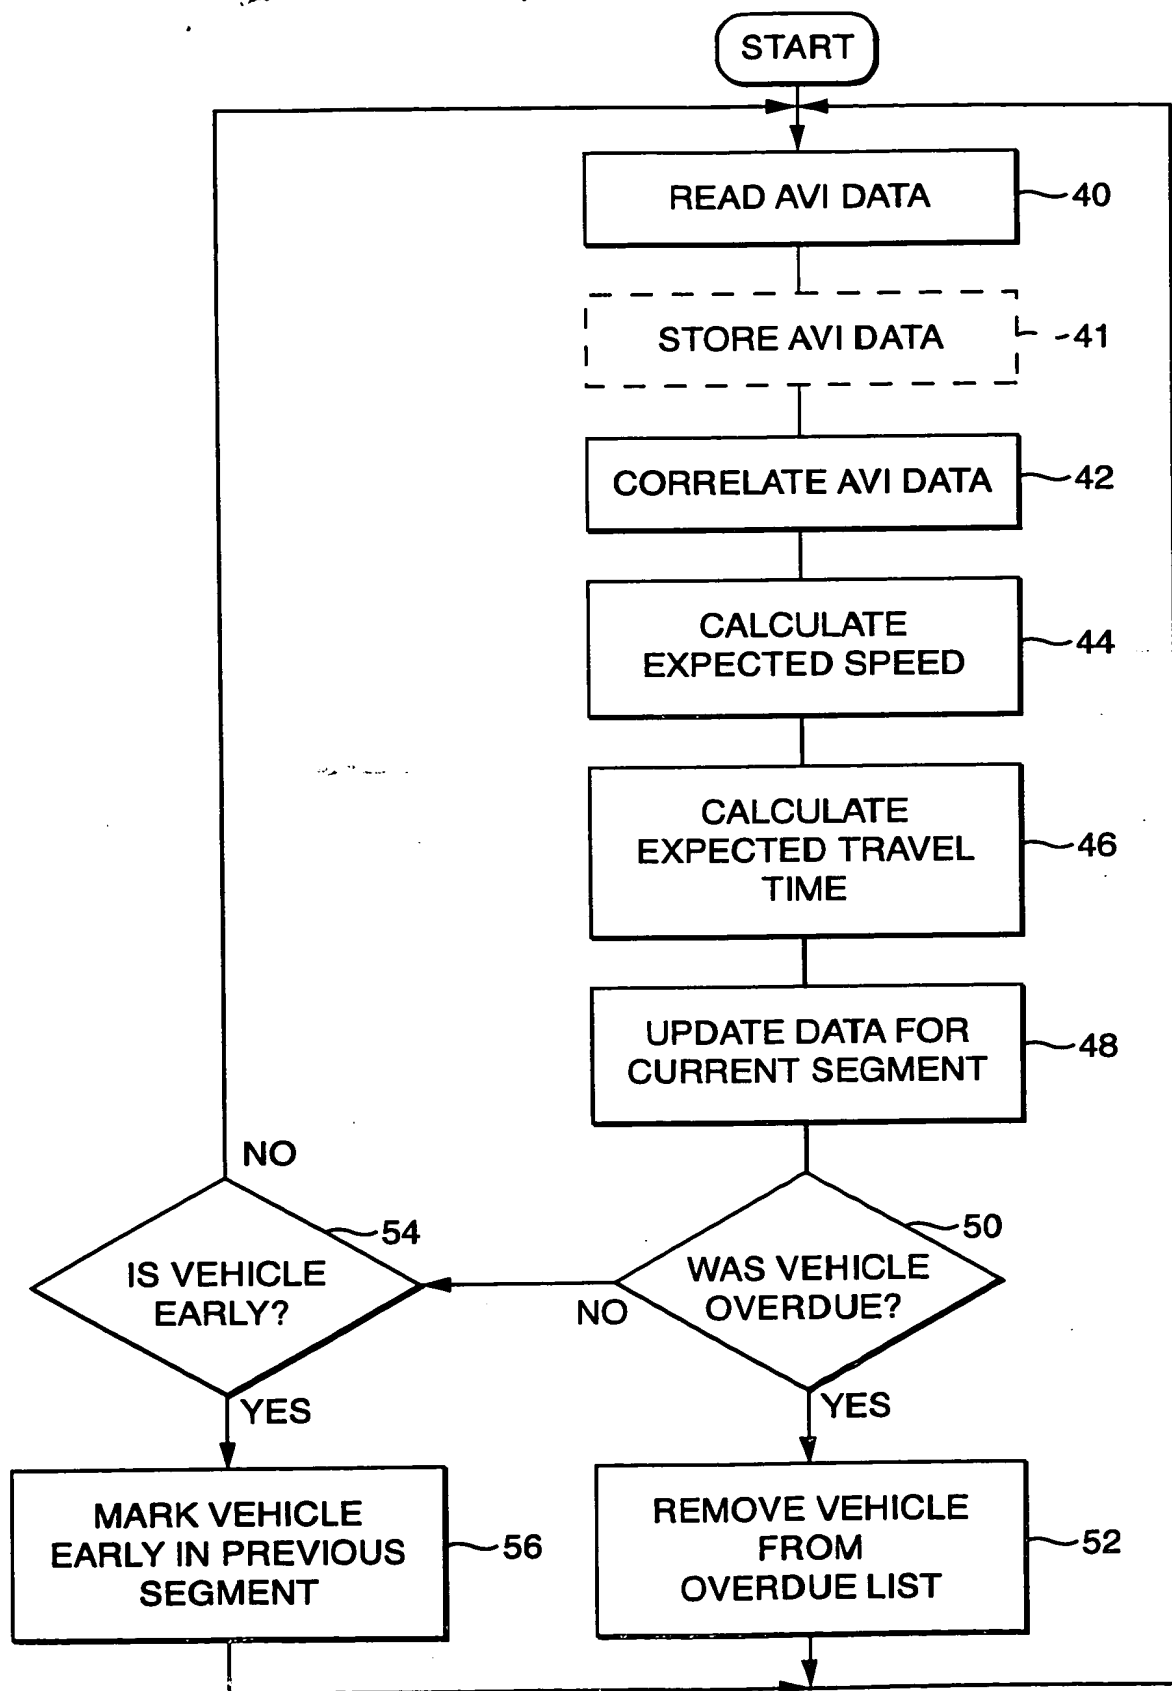 START
READ AVI DATA
40
STORE AVI DATA
41
CORRELATE AVI DATA
42
CALCULATE
EXPECTED SPEED
44
CALCULATE
EXPECTED TRAVEL
TIME
46
UPDATE DATA FOR
CURRENT SEGMENT
48
NO
54
IS VEHICLE
EARLY?
50
WAS VEHICLE
OVERDUE?
NO
YES
YES
MARK VEHICLE
EARLY IN PREVIOUS
SEGMENT
56
REMOVE VEHICLE
FROM
OVERDUE LIST
52